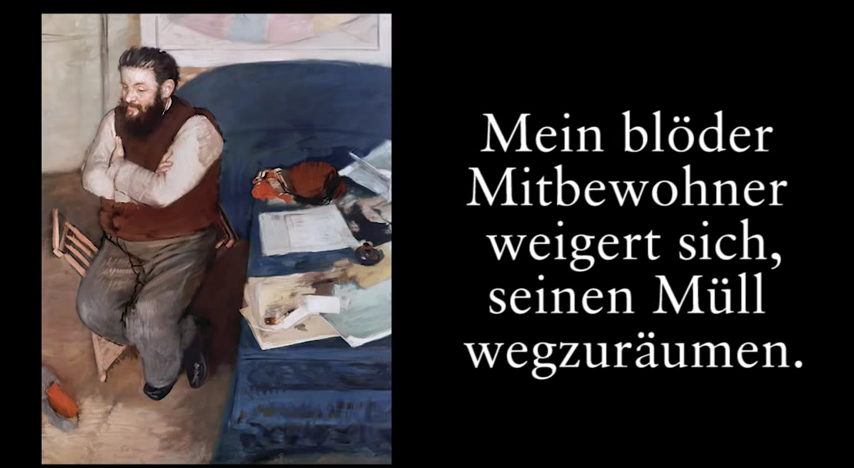 Mein blöder
Mitbewohner
weigert sich,
seinen Müll
wegzuräumen.